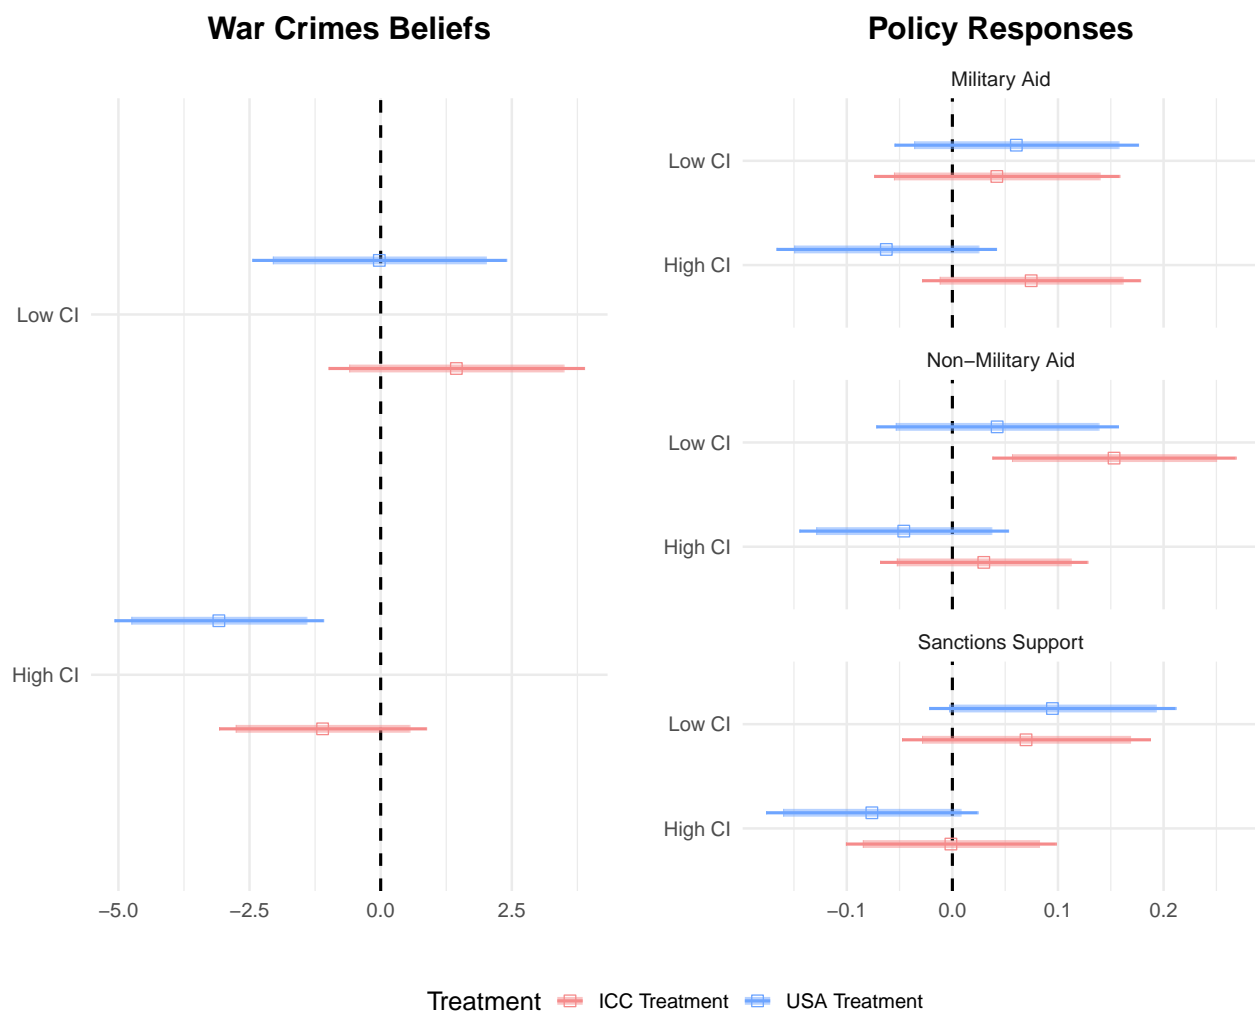 War Crimes Beliefs
Low CI
High CI
−5.0 −2.5 0.0 2.5
Policy Responses
Military Aid
Low CI
High CI
Non−Military Aid
Low CI
High CI
Sanctions Support
Low CI
High CI
−0.1 0.0 0.1 0.2
Treatment ICC Treatment USA Treatment